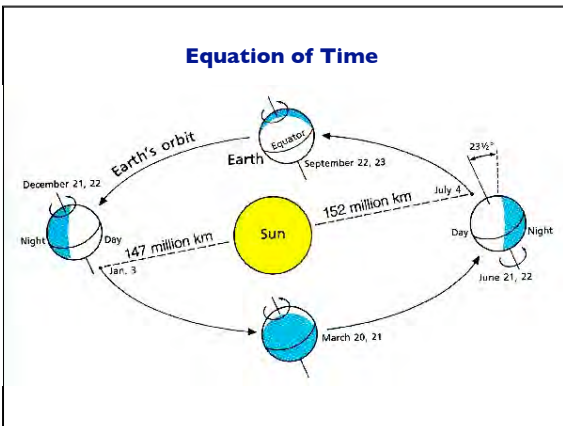 Equation of Time
Earth's orbit
Equator
Earth
September 22, 23
23½°
December 21, 22
July 4
152 million km
Night
Day
147 million km
Sun
Day
Night
Jan. 3
June 21, 22
March 20, 21